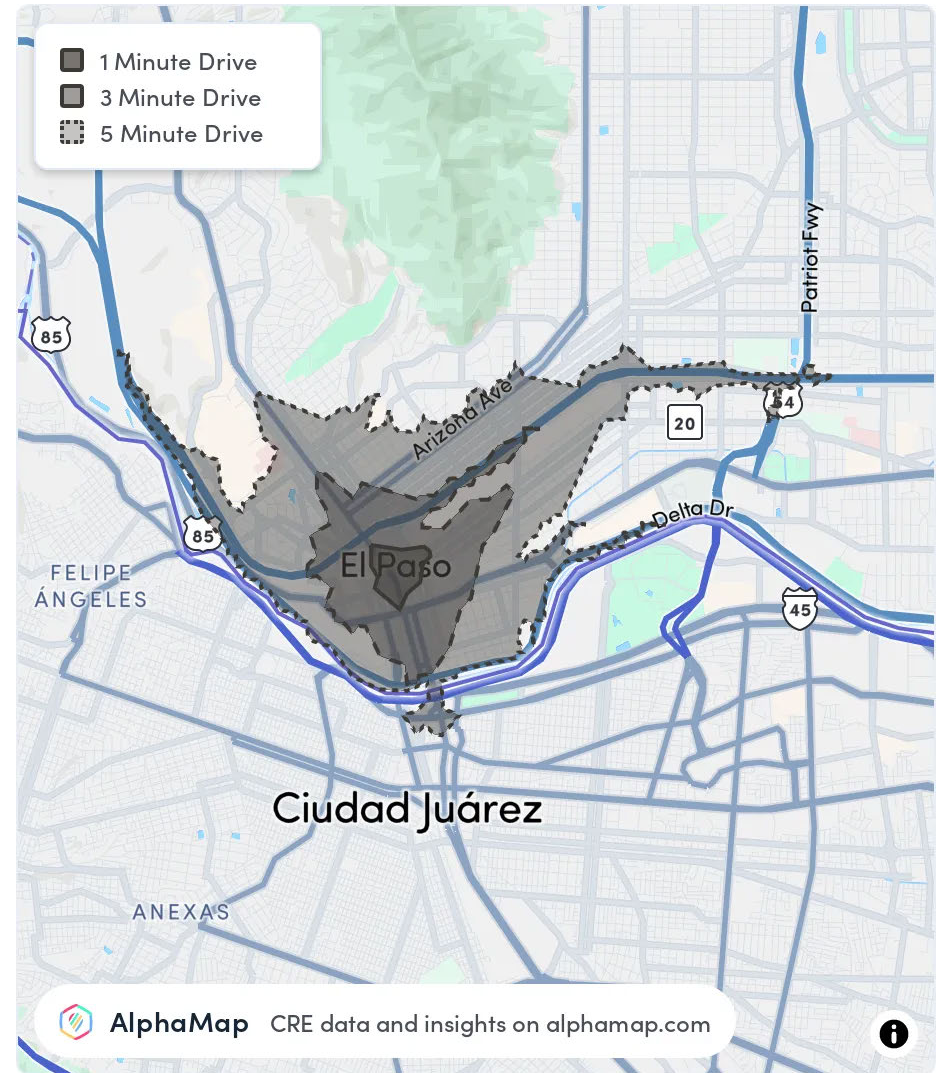 1 Minute Drive
3 Minute Drive
5 Minute Drive
Patriot Fwy
85
Arizona Ave
54
20
Delta Dr
85
El Paso
FELIPE
ÁNGELES
45
Ciudad Juárez
ANEXAS
AlphaMap CRE data and insights on alphamap.com